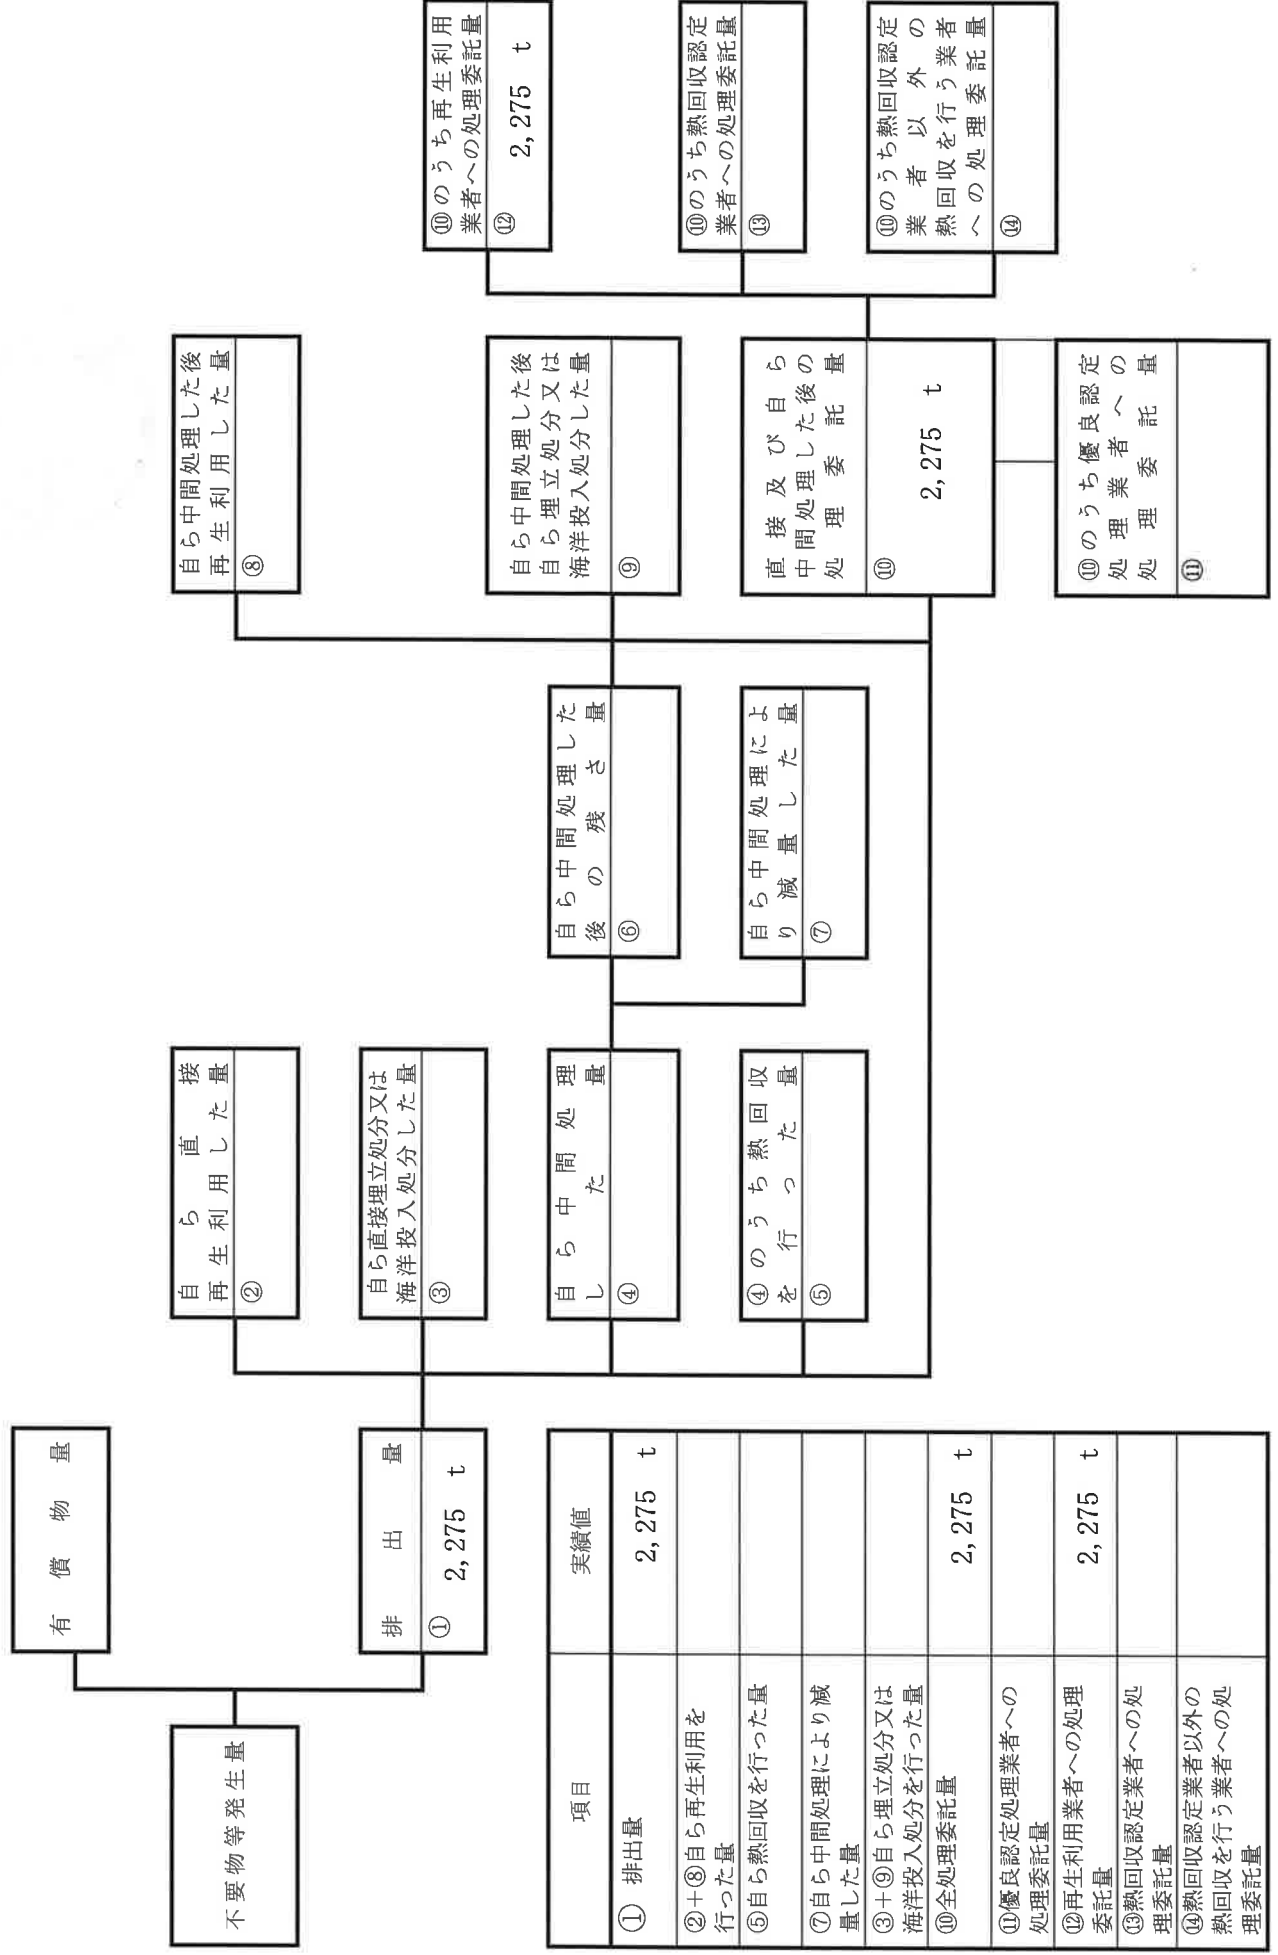 不要物等発生量
有償物量
排出量
① 2,275 t
自ら直接
再生利用した量
②
自ら直接埋立処分又は
海洋投入処分した量
③
自ら中間処理
した量
④
④のうち熱回収
を行った量
⑤
自ら中間処理した
後の残さ量
⑥
自ら中間処理によ
り減量した量
⑦
自ら中間処理した後
再生利用した量
⑧
自ら中間処理した後
自ら埋立処分又は
海洋投入処分した量
⑨
直接及び自ら
中間処理した後の
処理委託量
⑩
2,275 t
⑩のうち優良認定
処理業者への
処理委託量
⑪
⑩のうち再生利用
業者への処理委託量
⑫ 2,275 t
⑩のうち熱回収認定
業者への処理委託量
⑬
⑩のうち熱回収認定
業者以外の
熱回収を行う業者
への処理委託量
⑭
項目 実績値
① 排出量 2,275 t
②＋⑧自ら再生利用を
行った量
⑤自ら熱回収を行った量
⑦自ら中間処理により減
量した量
③＋⑨自ら埋立処分又は
海洋投入処分を行った量
⑩全処理委託量 2,275 t
⑪優良認定処理業者への
処理委託量
⑫再生利用業者への処理
委託量 2,275 t
⑬熱回収認定業者への処
理委託量
⑭熱回収認定業者以外の
熱回収を行う業者への処
理委託量